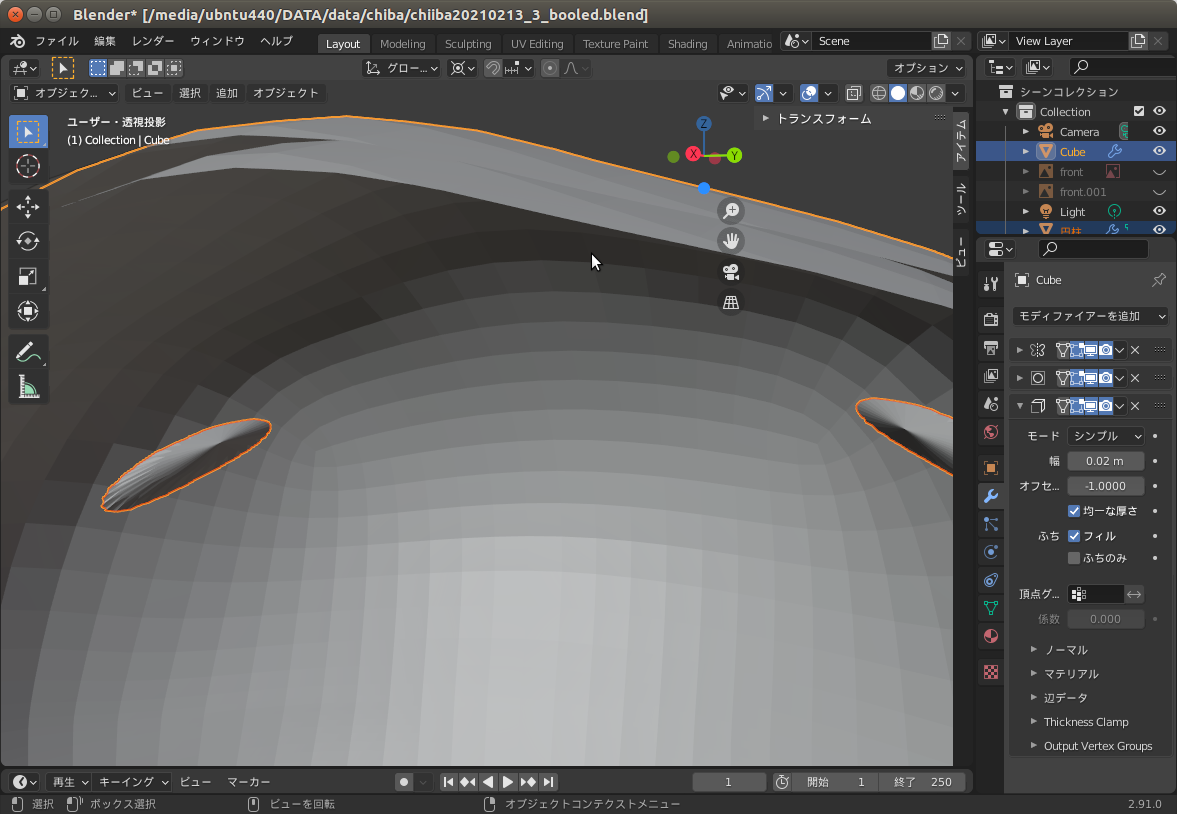 Blender* [/media/ubntu440/DATA/data/chiba/chiiba20210213_3_booled.blend]
ファイル 編集 レンダー ウィンドウ ヘルプ Layout Modeling Sculpting UV Editing Texture Paint Shading Animatio Scene View Layer
グロー... オプション
オブジェク... ビュー 選択 追加 オブジェクト
ユーザー・透視投影
(1) Collection | Cube
トランスフォーム
Z
X
Y
アイテム
ツール
ビュー
シーンコレクション
Collection
Camera
Cube
front
front.001
Light
円柱
Cube
モディファイアーを追加
モード シンプル
幅 0.02 m
オフセ... -1.0000
均一な厚さ
ふち フィル
ふちのみ
頂点グ...
係数 0.000
ノーマル
マテリアル
辺データ
Thickness Clamp
Output Vertex Groups
再生 キーイング ビュー マーカー 1 開始 1 終了 250
選択 ボックス選択 ビューを回転 オブジェクトコンテクストメニュー 2.91.0